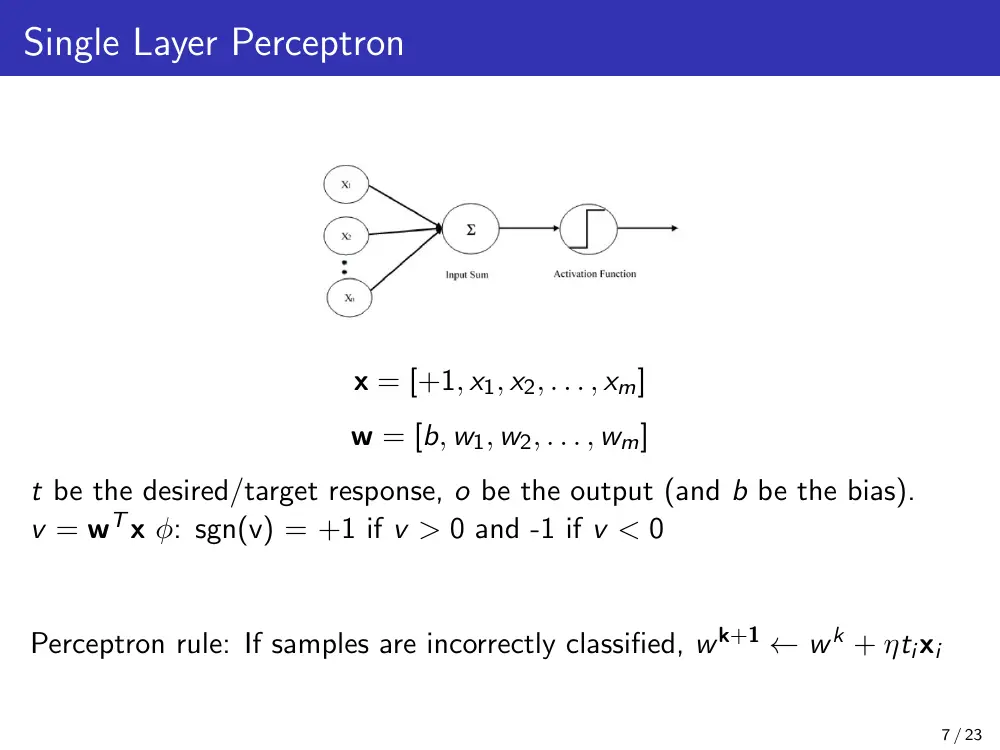 Single Layer Perceptron
X₁
X₂
Σ
Xₙ
Input Sum
Activation Function
x = [+1, x₁, x₂, . . . , xₘ]
w = [b, w₁, w₂, . . . , wₘ]
t be the desired/target response, o be the output (and b be the bias).
v = wᵀx ϕ: sgn(v) = +1 if v > 0 and -1 if v < 0
Perceptron rule: If samples are incorrectly classified, wᵏ⁺¹ ← wᵏ + ηtᵢxᵢ
7 / 23